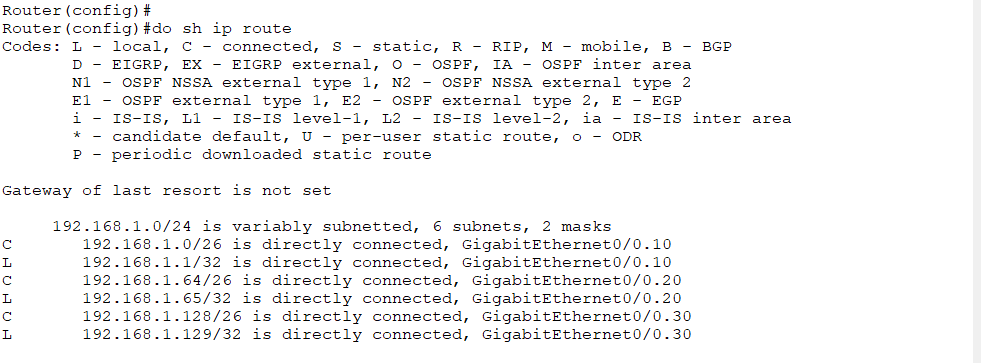 Router(config)#
Router(config)#do sh ip route
Codes: L - local, C - connected, S - static, R - RIP, M - mobile, B - BGP
       D - EIGRP, EX - EIGRP external, O - OSPF, IA - OSPF inter area
       N1 - OSPF NSSA external type 1, N2 - OSPF NSSA external type 2
       E1 - OSPF external type 1, E2 - OSPF external type 2, E - EGP
       i - IS-IS, L1 - IS-IS level-1, L2 - IS-IS level-2, ia - IS-IS inter area
       * - candidate default, U - per-user static route, o - ODR
       P - periodic downloaded static route
Gateway of last resort is not set
     192.168.1.0/24 is variably subnetted, 6 subnets, 2 masks
C       192.168.1.0/26 is directly connected, GigabitEthernet0/0.10
L       192.168.1.1/32 is directly connected, GigabitEthernet0/0.10
C       192.168.1.64/26 is directly connected, GigabitEthernet0/0.20
L       192.168.1.65/32 is directly connected, GigabitEthernet0/0.20
C       192.168.1.128/26 is directly connected, GigabitEthernet0/0.30
L       192.168.1.129/32 is directly connected, GigabitEthernet0/0.30